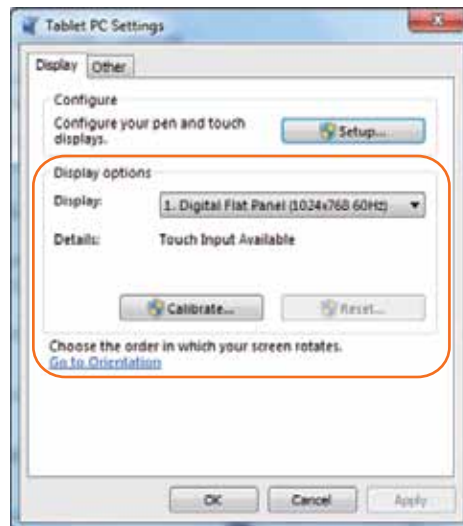 Tablet PC Settings
Display Other
Configure
Configure your pen and touch displays.
Setup...
Display options
Display: 1. Digital Flat Panel (1024x768 60Hz)
Details: Touch Input Available
Calibrate... Reset...
Choose the order in which your screen rotates.
Go to Orientation
OK Cancel Apply